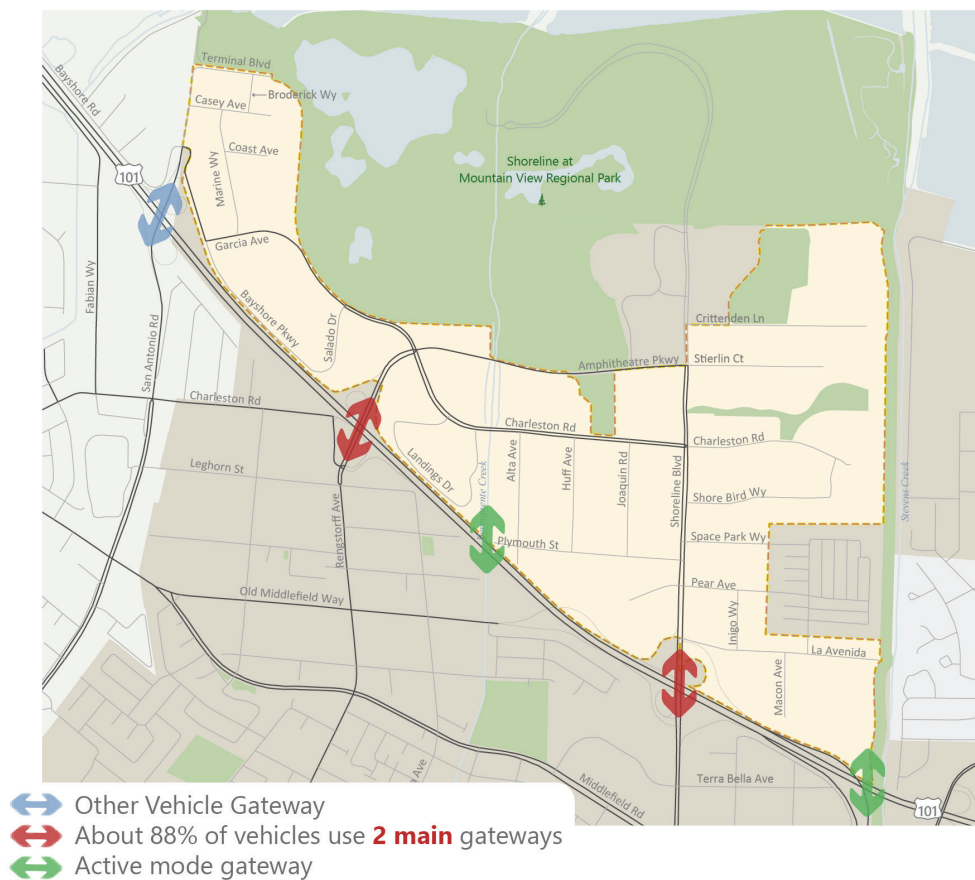 Terminal Blvd
Bayshore Rd
Broderick Wy
Casey Ave
Coast Ave
Marine Wy
101
Shoreline at
Mountain View Regional Park
Garcia Ave
Fabian Wy
San Antonio Rd
Bayshore Pkwy
Salado Dr
Crittenden Ln
Amphitheatre Pkwy
Stierlin Ct
Charleston Rd
Charleston Rd
Charleston Rd
Leghorn St
Landings Dr
Alta Ave
Huff Ave
Joaquin Rd
Shoreline Blvd
Shore Bird Wy
Stevens Creek
Rengstorff Ave
Plymouth St
Space Park Wy
Pear Ave
Old Middlefield Way
Inigo Wy
La Avenida
Macon Ave
Terra Bella Ave
Middlefield Rd
101
Other Vehicle Gateway
About 88% of vehicles use 2 main gateways
Active mode gateway